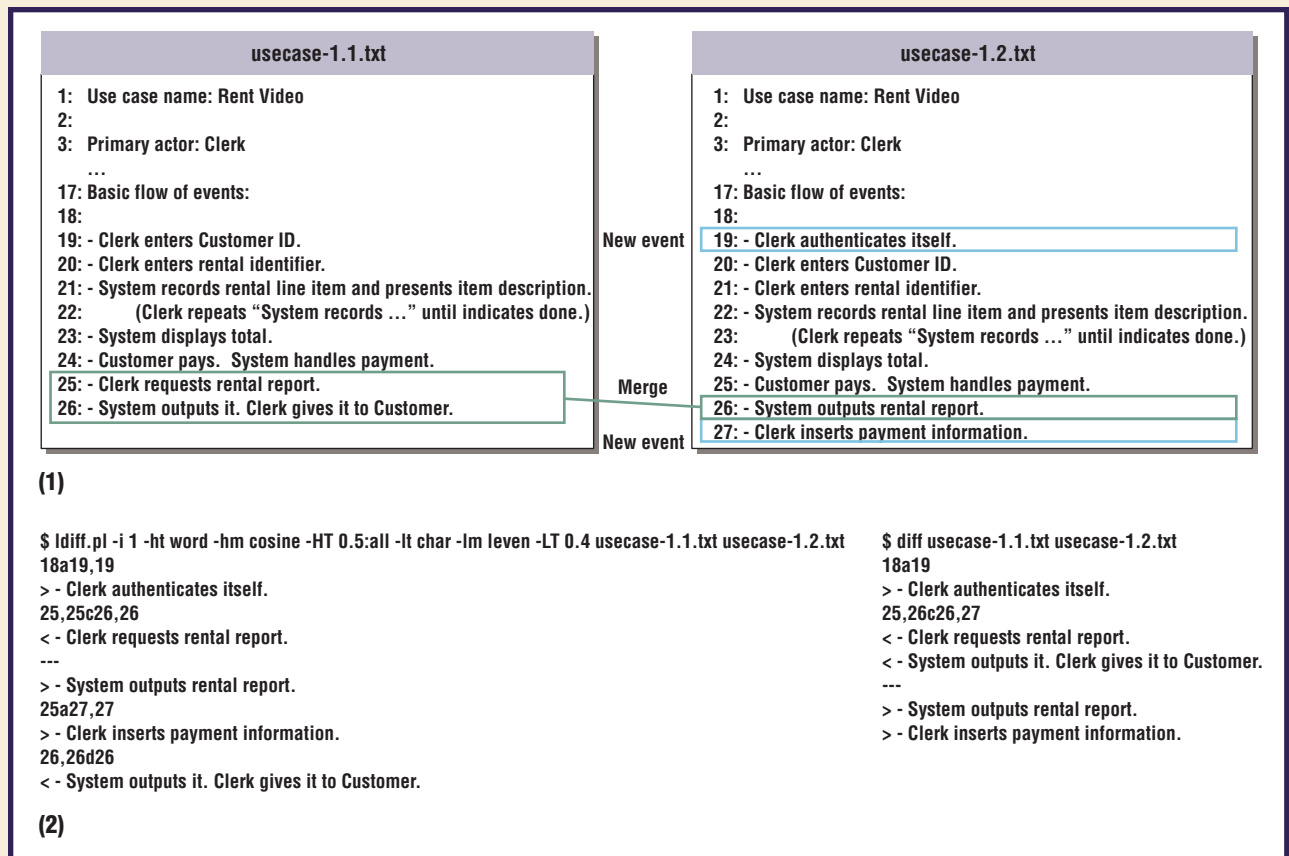 usecase-1.1.txt
1: Use case name: Rent Video
2:
3: Primary actor: Clerk
...
17: Basic flow of events:
18:
19: - Clerk enters Customer ID.
20: - Clerk enters rental identifier.
21: - System records rental line item and presents item description.
22: (Clerk repeats “System records ...” until indicates done.)
23: - System displays total.
24: - Customer pays. System handles payment.
25: - Clerk requests rental report.
26: - System outputs it. Clerk gives it to Customer.
New event
Merge
New event
usecase-1.2.txt
1: Use case name: Rent Video
2:
3: Primary actor: Clerk
...
17: Basic flow of events:
18:
19: - Clerk authenticates itself.
20: - Clerk enters Customer ID.
21: - Clerk enters rental identifier.
22: - System records rental line item and presents item description.
23: (Clerk repeats “System records ...” until indicates done.)
24: - System displays total.
25: - Customer pays. System handles payment.
26: - System outputs rental report.
27: - Clerk inserts payment information.
(1)
$ ldiff.pl -i 1 -ht word -hm cosine -HT 0.5:all -lt char -lm leven -LT 0.4 usecase-1.1.txt usecase-1.2.txt
18a19,19
> - Clerk authenticates itself.
25,25c26,26
< - Clerk requests rental report.
---
> - System outputs rental report.
25a27,27
> - Clerk inserts payment information.
26,26d26
< - System outputs it. Clerk gives it to Customer.
$ diff usecase-1.1.txt usecase-1.2.txt
18a19
> - Clerk authenticates itself.
25,26c26,27
< - Clerk requests rental report.
< - System outputs it. Clerk gives it to Customer.
---
> - System outputs rental report.
> - Clerk inserts payment information.
(2)